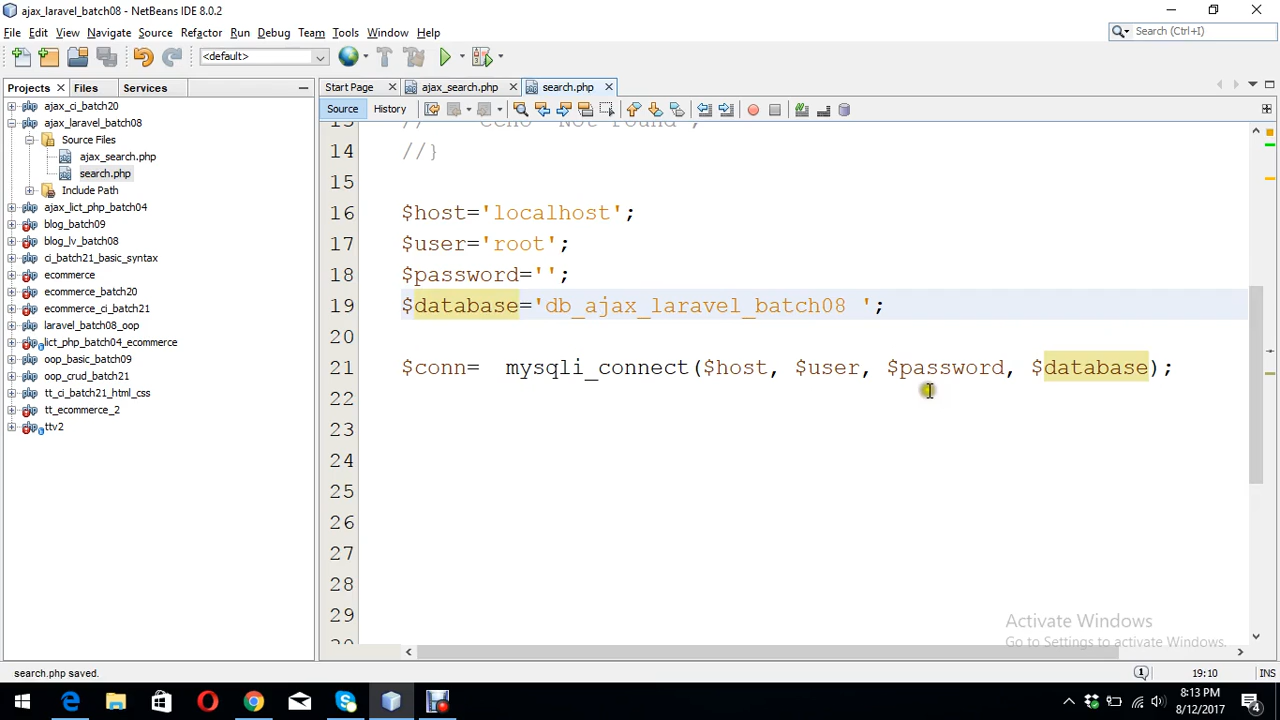 ajax_laravel_batch08 - NetBeans IDE 8.0.2
File Edit View Navigate Source Refactor Run Debug Team Tools Window Help
Search (Ctrl+I)
<default>
Projects Files Services
Start Page ajax_search.php search.php
Source History
ajax_ci_batch20
ajax_laravel_batch08
Source Files
ajax_search.php
search.php
Include Path
ajax_lict_php_batch04
blog_batch09
blog_lv_batch08
ci_batch21_basic_syntax
ecommerce
ecommerce_batch20
ecommerce_ci_batch21
laravel_batch08_oop
lict_php_batch04_ecommerce
oop_basic_batch09
oop_crud_batch21
tt_ci_batch21_html_css
tt_ecommerce_2
ttv2
14 //}
15
16 $host='localhost';
17 $user='root';
18 $password='';
19 $database='db_ajax_laravel_batch08 ';
20
21 $conn=  mysqli_connect($host, $user, $password, $database);
22
23
24
25
26
27
28
29
Activate Windows
Go to Settings to activate Windows.
search.php saved.
1
19:10
INS
8:13 PM
8/12/2017
4